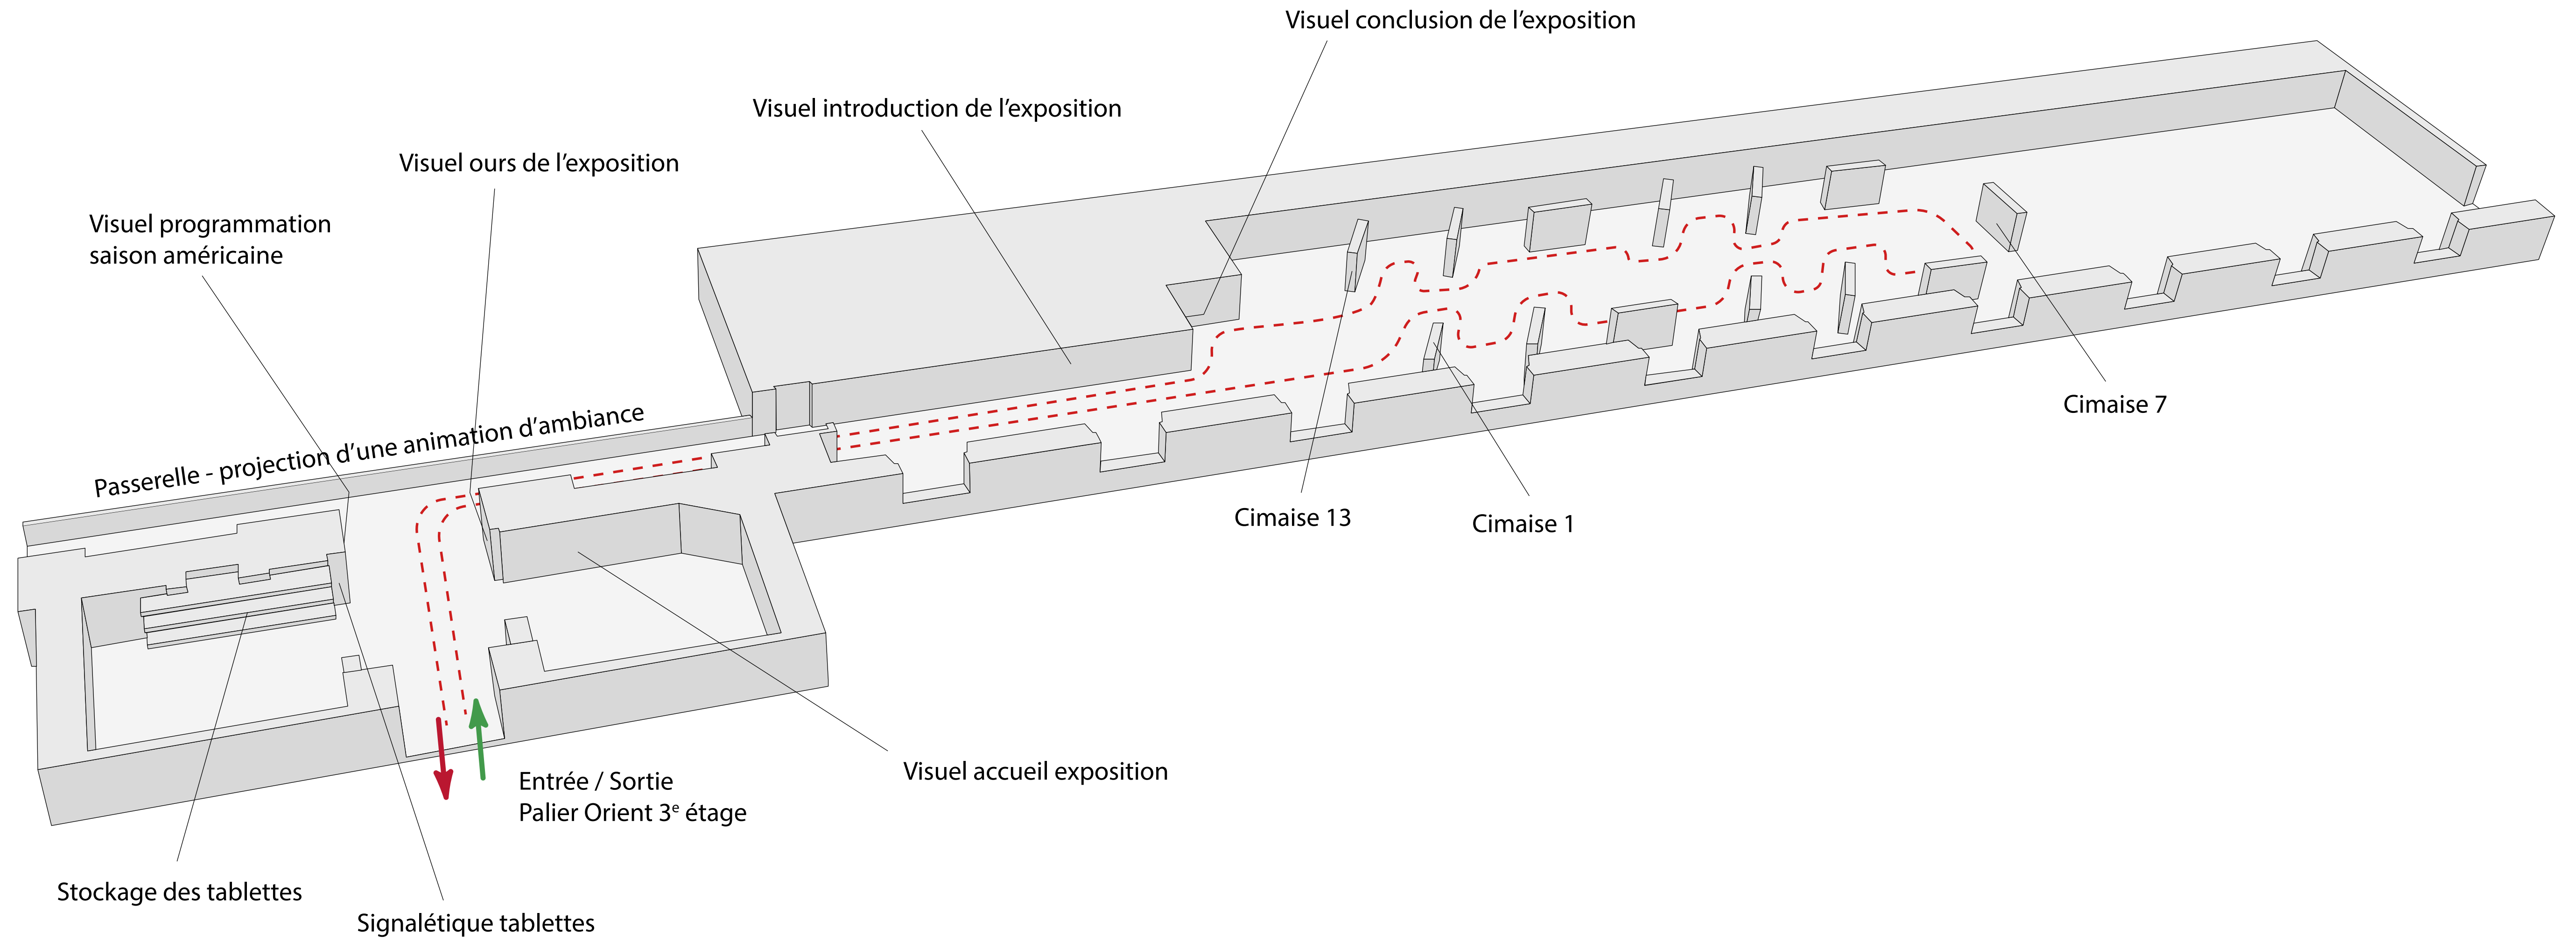 Visuel conclusion de l’exposition
Visuel introduction de l’exposition
Visuel ours de l’exposition
Visuel programmation
saison américaine
Passerelle - projection d’une animation d’ambiance
Cimaise 7
Cimaise 13
Cimaise 1
Visuel accueil exposition
Entrée / Sortie
Palier Orient 3e étage
Stockage des tablettes
Signalétique tablettes